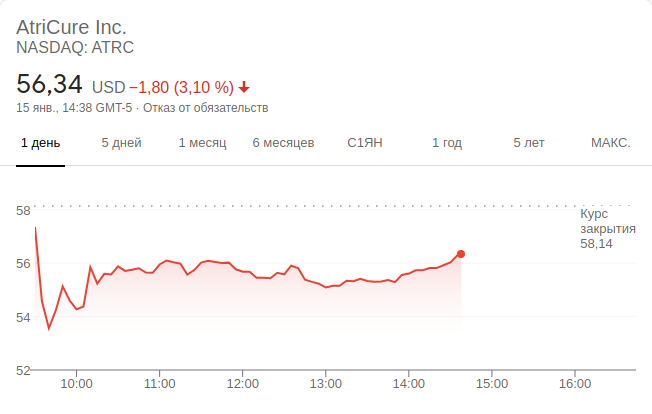 AtriCure Inc.
NASDAQ: ATRC
56,34 USD −1,80 (3,10 %)
15 янв., 14:38 GMT-5 · Отказ от обязательств
1 день 5 дней 1 месяц 6 месяцев С1ЯН 1 год 5 лет МАКС.
58
Курс
закрытия
58,14
56
54
52
10:00 11:00 12:00 13:00 14:00 15:00 16:00